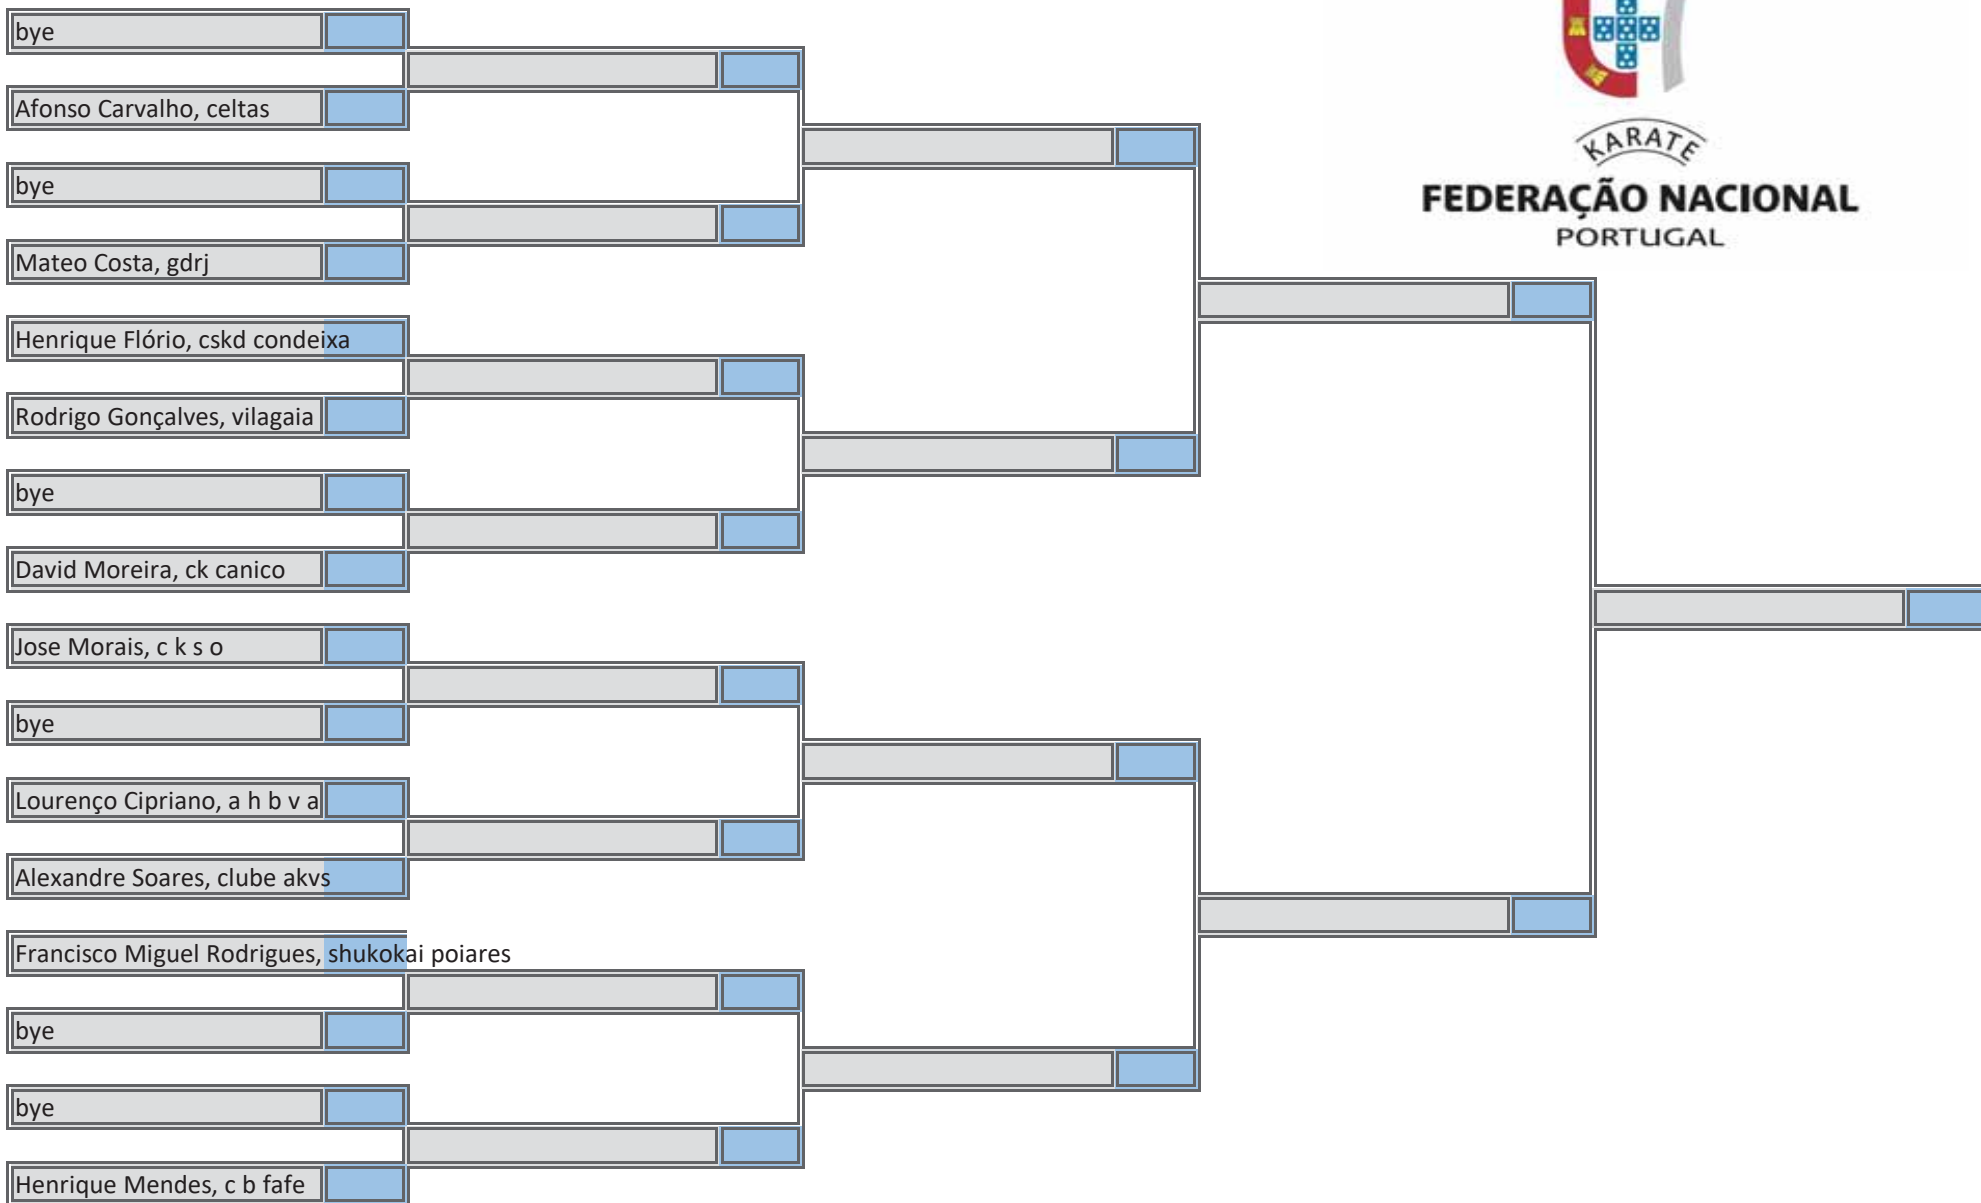 bye
Afonso Carvalho, celtas
bye
Mateo Costa, gdrj
Henrique Flório, cskd condeixa
Rodrigo Gonçalves, vilagaia
bye
David Moreira, ck canico
Jose Morais, c k s o
bye
Lourenço Cipriano, a h b v a
Alexandre Soares, clube akvs
Francisco Miguel Rodrigues, shukokai poiares
bye
bye
Henrique Mendes, c b fafe
KARATE
FEDERAÇÃO NACIONAL
PORTUGAL